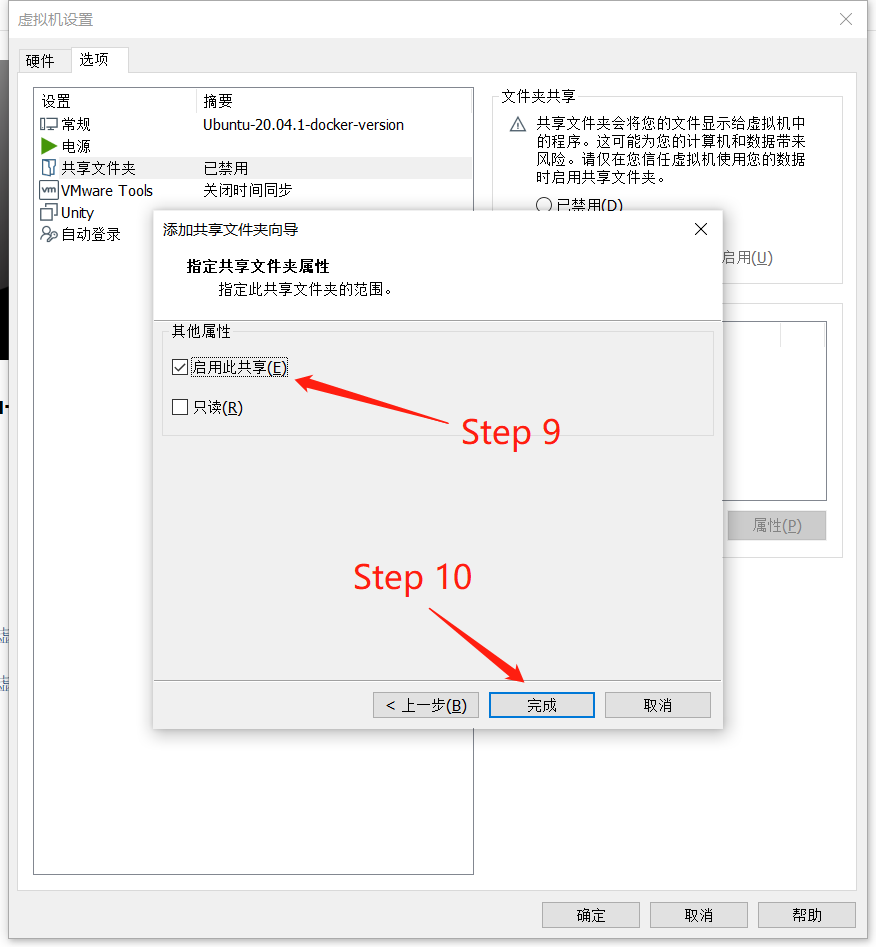 虚拟机设置
硬件 选项
设置 摘要
常规 Ubuntu-20.04.1-docker-version
电源
共享文件夹 已禁用
VMware Tools 关闭时间同步
Unity
自动登录
文件夹共享
共享文件夹会将您的文件显示给虚拟机中
的程序。这可能为您的计算机和数据带来
风险。请仅在您信任虚拟机使用您的数据
时启用共享文件夹。
已禁用(D)
启用(U)
属性(P)
添加共享文件夹向导
指定共享文件夹属性
指定此共享文件夹的范围。
其他属性
启用此共享(E)
只读(R)
Step 9
Step 10
< 上一步(B) 完成 取消
确定 取消 帮助